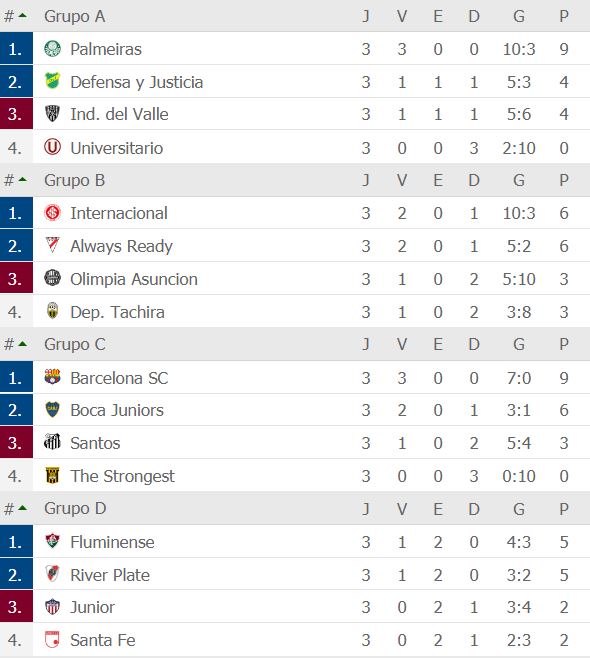 # Grupo A J V E D G P
1. Palmeiras 3 3 0 0 10:3 9
2. Defensa y Justicia 3 1 1 1 5:3 4
3. Ind. del Valle 3 1 1 1 5:6 4
4. Universitario 3 0 0 3 2:10 0
# Grupo B J V E D G P
1. Internacional 3 2 0 1 10:3 6
2. Always Ready 3 2 0 1 5:2 6
3. Olimpia Asuncion 3 1 0 2 5:10 3
4. Dep. Tachira 3 1 0 2 3:8 3
# Grupo C J V E D G P
1. Barcelona SC 3 3 0 0 7:0 9
2. Boca Juniors 3 2 0 1 3:1 6
3. Santos 3 1 0 2 5:4 3
4. The Strongest 3 0 0 3 0:10 0
# Grupo D J V E D G P
1. Fluminense 3 1 2 0 4:3 5
2. River Plate 3 1 2 0 3:2 5
3. Junior 3 0 2 1 3:4 2
4. Santa Fe 3 0 2 1 2:3 2